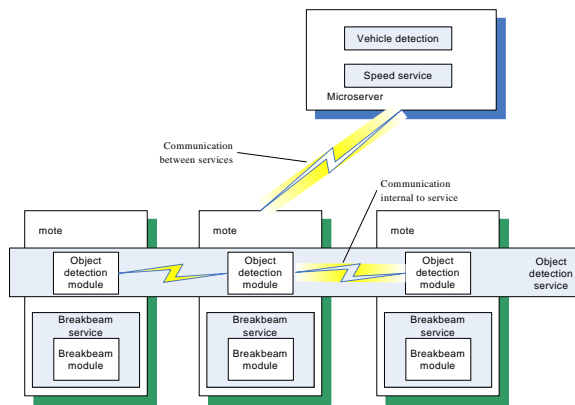 Vehicle detection
Speed service
Microserver
Communication
between services
Communication
internal to service
mote
mote
mote
Object
detection
module
Object
detection
module
Object
detection
module
Object
detection
service
Breakbeam service
Breakbeam
module
Breakbeam service
Breakbeam
module
Breakbeam service
Breakbeam
module